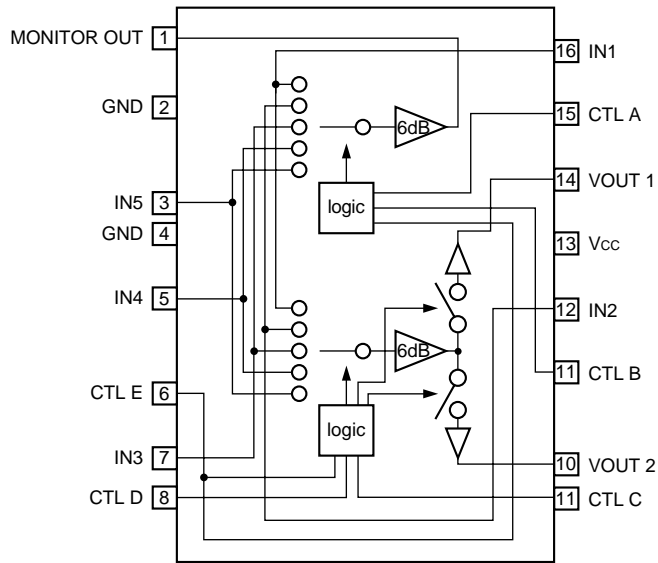 MONITOR OUT 1
GND 2
IN5 3
GND 4
IN4 5
CTL E 6
IN3 7
CTL D 8
6dB
logic
6dB
logic
16 IN1
15 CTL A
14 VOUT 1
13 Vcc
12 IN2
11 CTL B
10 VOUT 2
11 CTL C